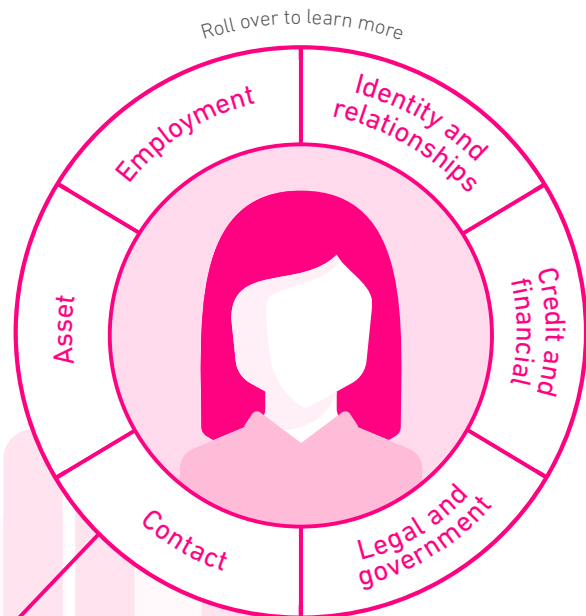 Roll over to learn more
Identity and
relationships
Credit and
financial
Legal and
government
Contact
Asset
Employment